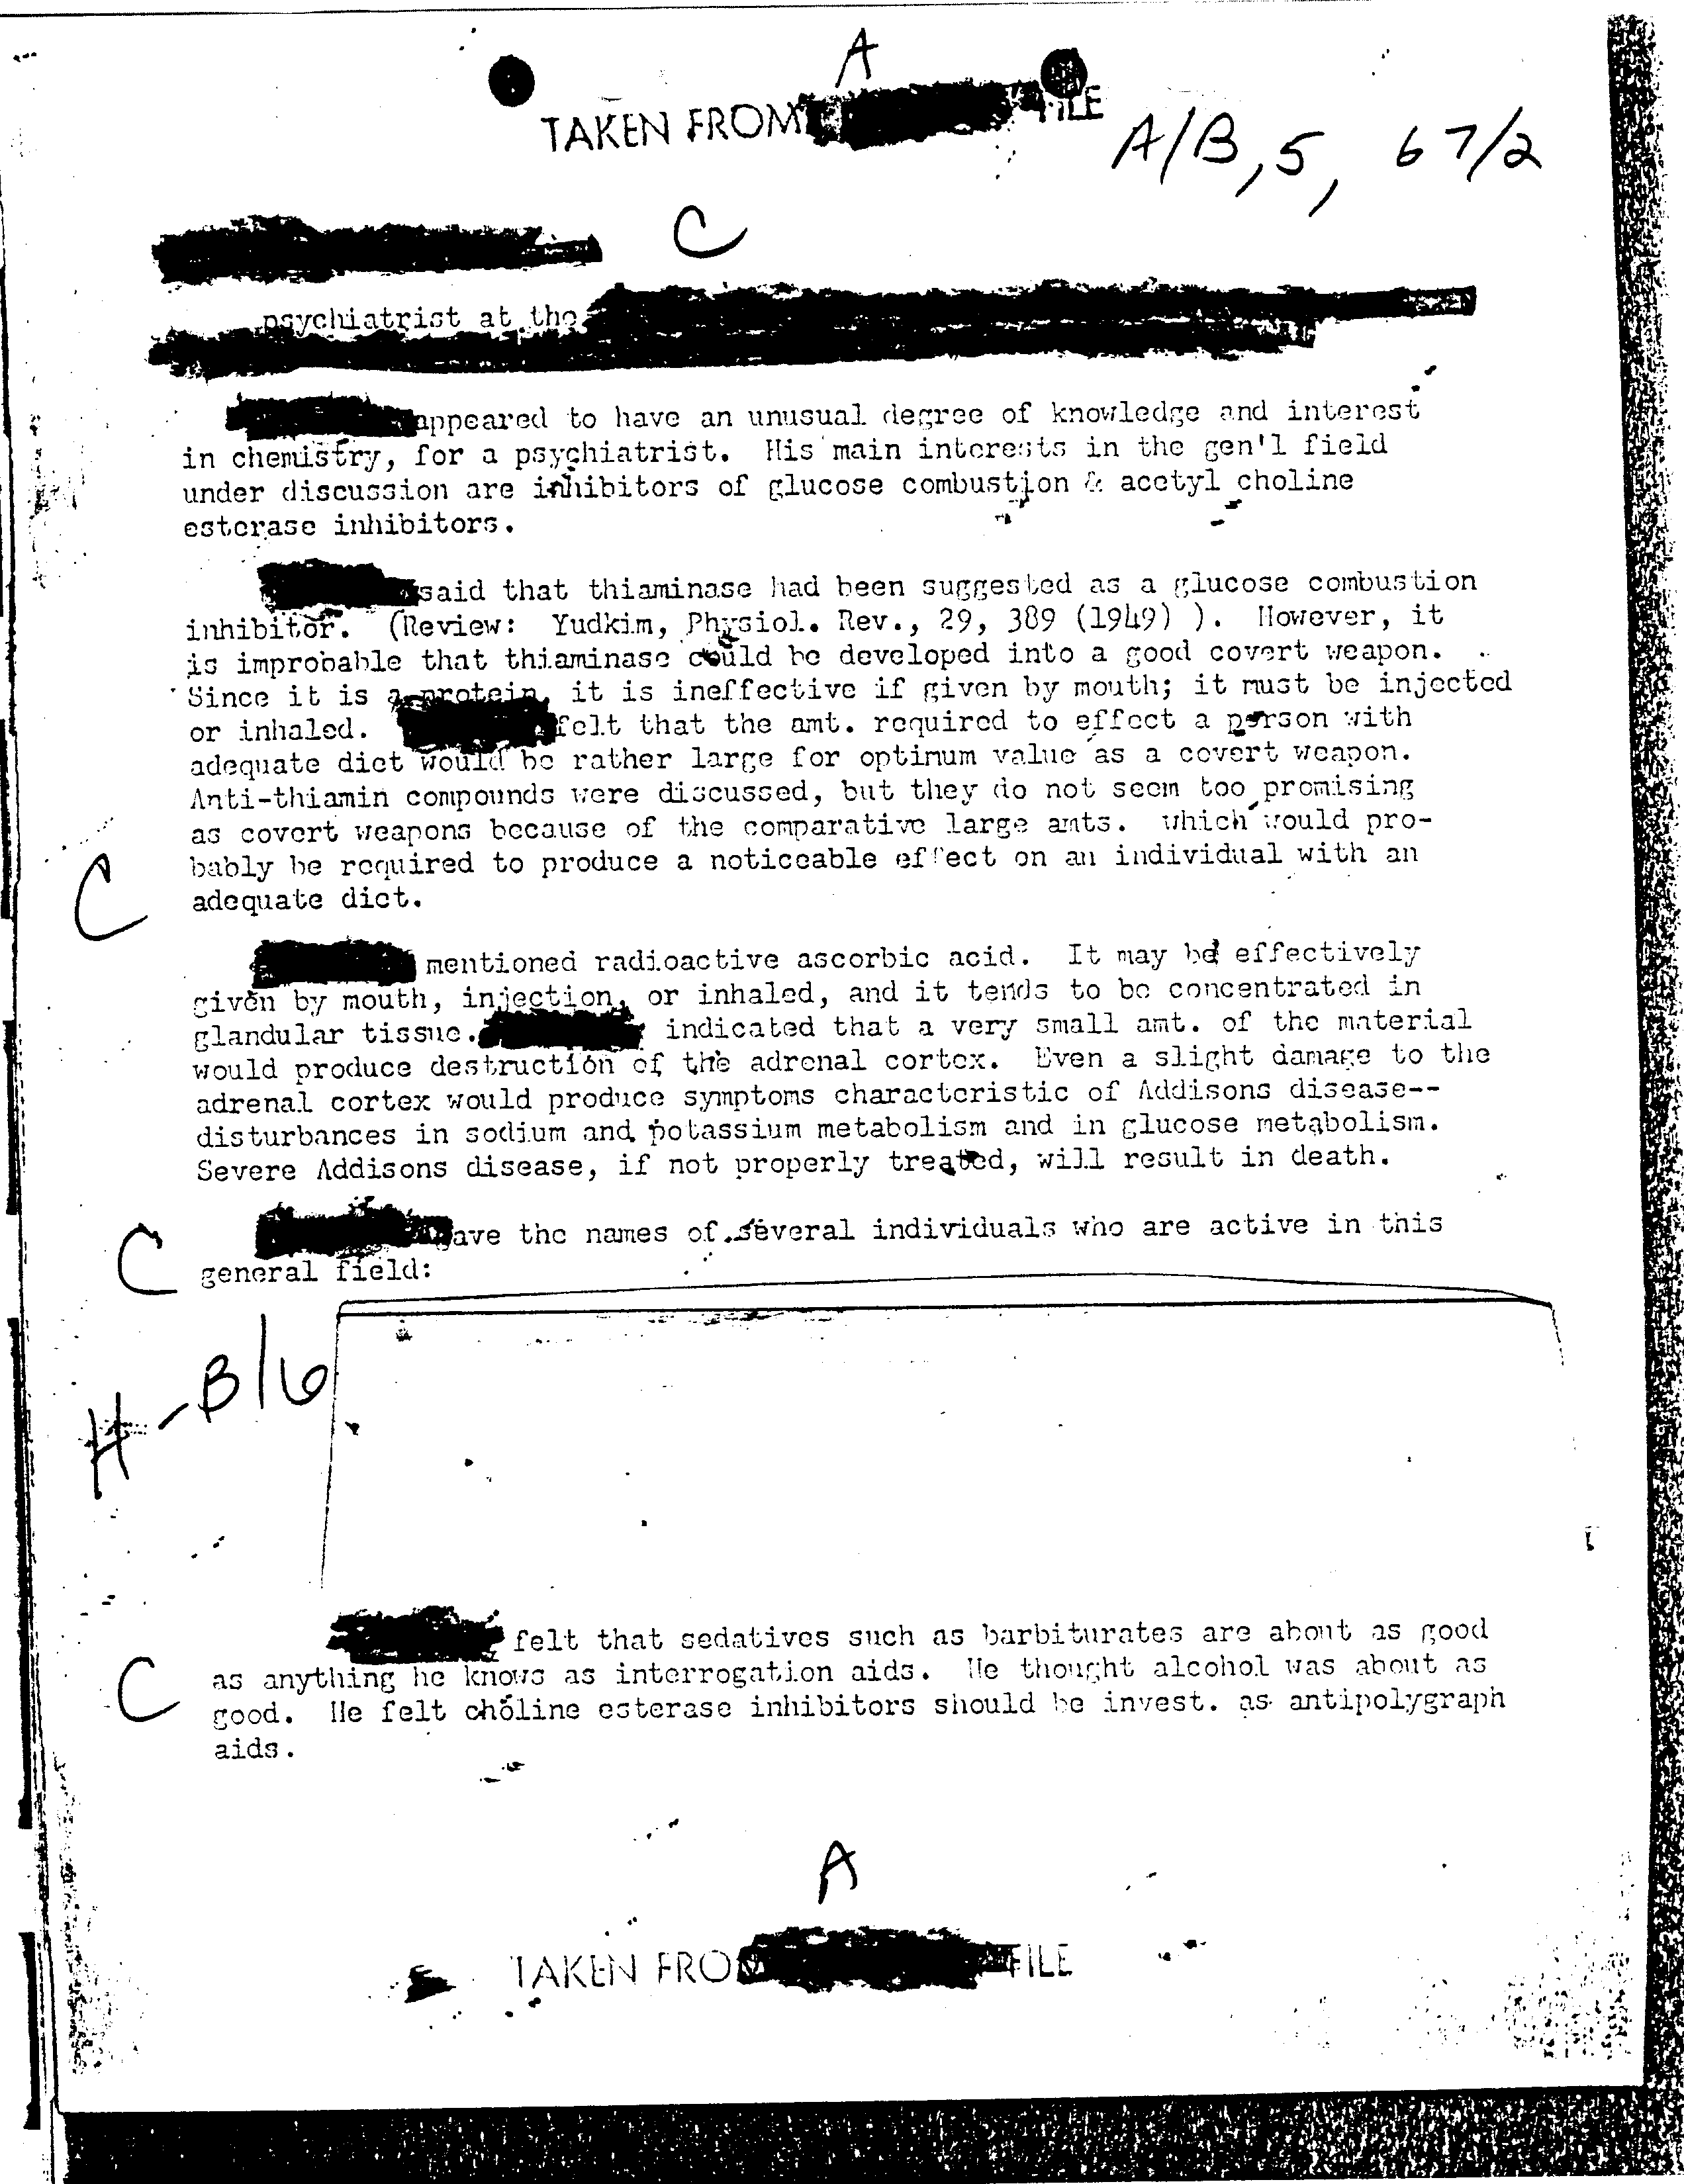 A
TAKEN FROM FILE
A/B, 5, 67/2
C
psychiatrist at the
appeared to have an unusual degree of knowledge and interest
in chemistry, for a psychiatrist. His main interests in the gen'l field
under discussion are inhibitors of glucose combustion & acetyl choline
esterase inhibitors.
said that thiaminase had been suggested as a glucose combustion
inhibitor. (Review: Yudkim, Physiol. Rev., 29, 389 (1949) ). However, it
is improbable that thiaminase could be developed into a good covert weapon.
Since it is a protein, it is ineffective if given by mouth; it must be injected
or inhaled. felt that the amt. required to effect a person with
adequate diet would be rather large for optimum value as a covert weapon.
Anti-thiamin compounds were discussed, but they do not seem too promising
as covert weapons because of the comparative large amts. which would pro-
bably be required to produce a noticeable effect on an individual with an
C
adequate diet.
mentioned radioactive ascorbic acid. It may be effectively
given by mouth, injection, or inhaled, and it tends to be concentrated in
glandular tissue. indicated that a very small amt. of the material
would produce destruction of the adrenal cortex. Even a slight damage to the
adrenal cortex would produce symptoms characteristic of Addisons disease--
disturbances in sodium and potassium metabolism and in glucose metabolism.
Severe Addisons disease, if not properly treated, will result in death.
gave the names of several individuals who are active in this
C
general field:
H-B/6
felt that sedatives such as barbiturates are about as good
C
as anything he knows as interrogation aids. He thought alcohol was about as
good. He felt choline esterase inhibitors should be invest. as antipolygraph
aids.
A
TAKEN FROM FILE